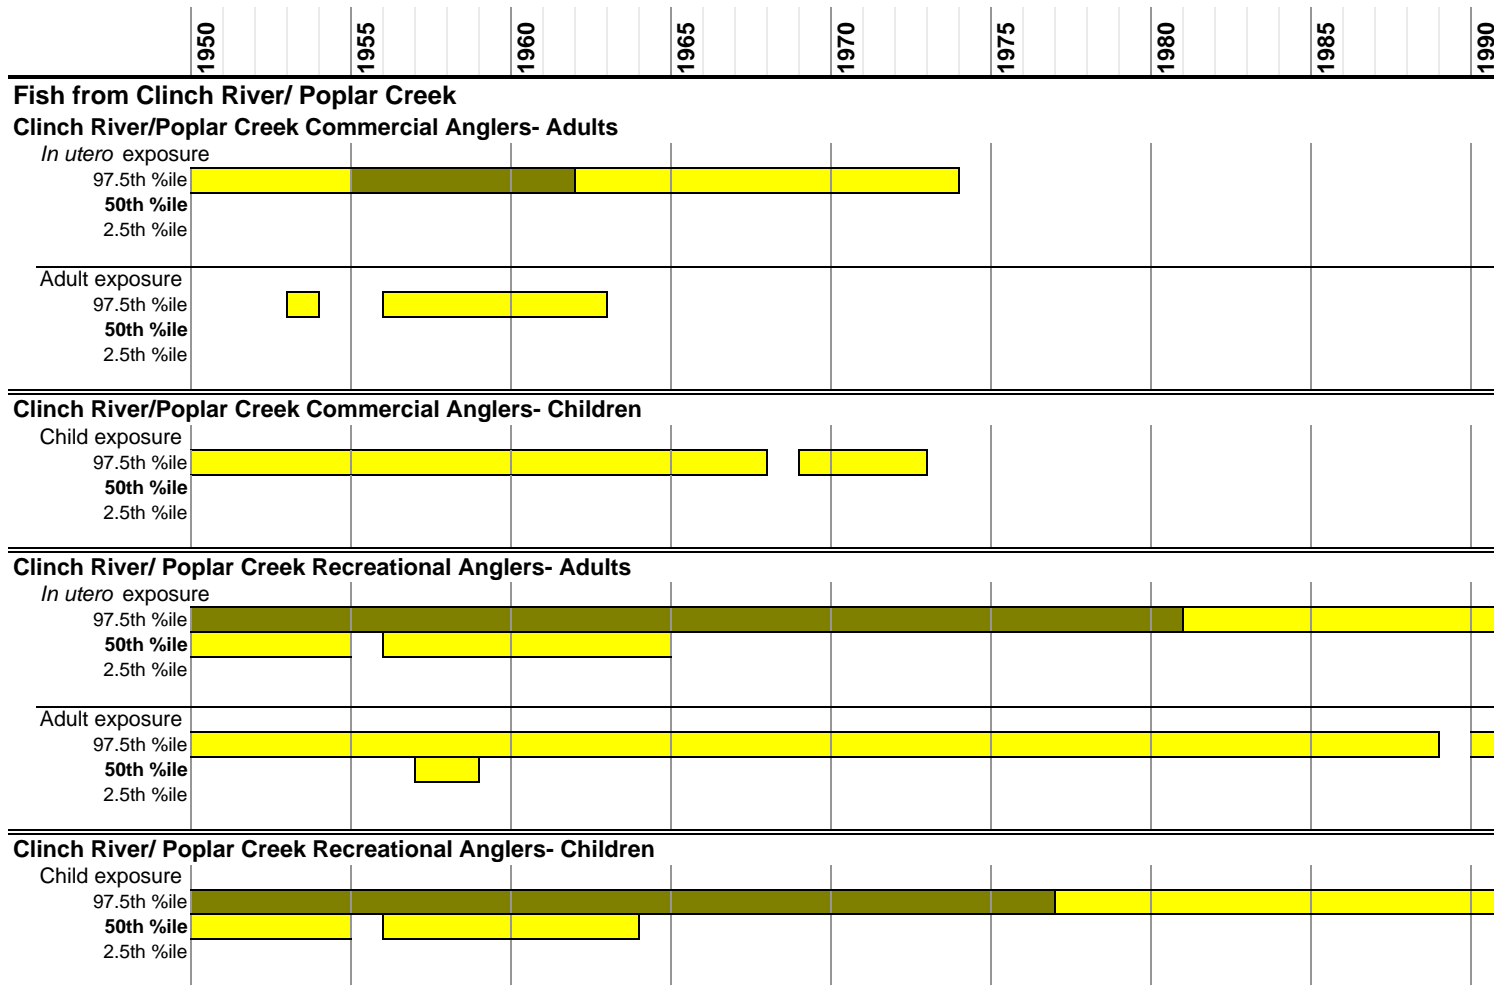 1950 1955 1960 1965 1970 1975 1980 1985 1990
Fish from Clinch River/ Poplar Creek
Clinch River/Poplar Creek Commercial Anglers- Adults
In utero exposure
97.5th %ile
50th %ile
2.5th %ile
Adult exposure
97.5th %ile
50th %ile
2.5th %ile
Clinch River/Poplar Creek Commercial Anglers- Children
Child exposure
97.5th %ile
50th %ile
2.5th %ile
Clinch River/ Poplar Creek Recreational Anglers- Adults
In utero exposure
97.5th %ile
50th %ile
2.5th %ile
Adult exposure
97.5th %ile
50th %ile
2.5th %ile
Clinch River/ Poplar Creek Recreational Anglers- Children
Child exposure
97.5th %ile
50th %ile
2.5th %ile